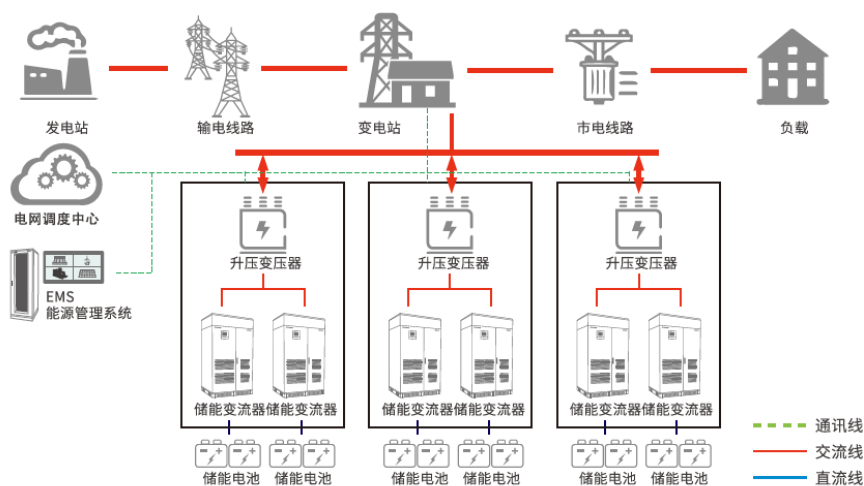 发电站
输电线路
变电站
市电线路
负载
电网调度中心
EMS
能源管理系统
升压变压器
升压变压器
升压变压器
储能变流器
储能变流器
储能变流器
储能变流器
储能变流器
储能变流器
储能电池
储能电池
储能电池
储能电池
储能电池
储能电池
通讯线
交流线
直流线